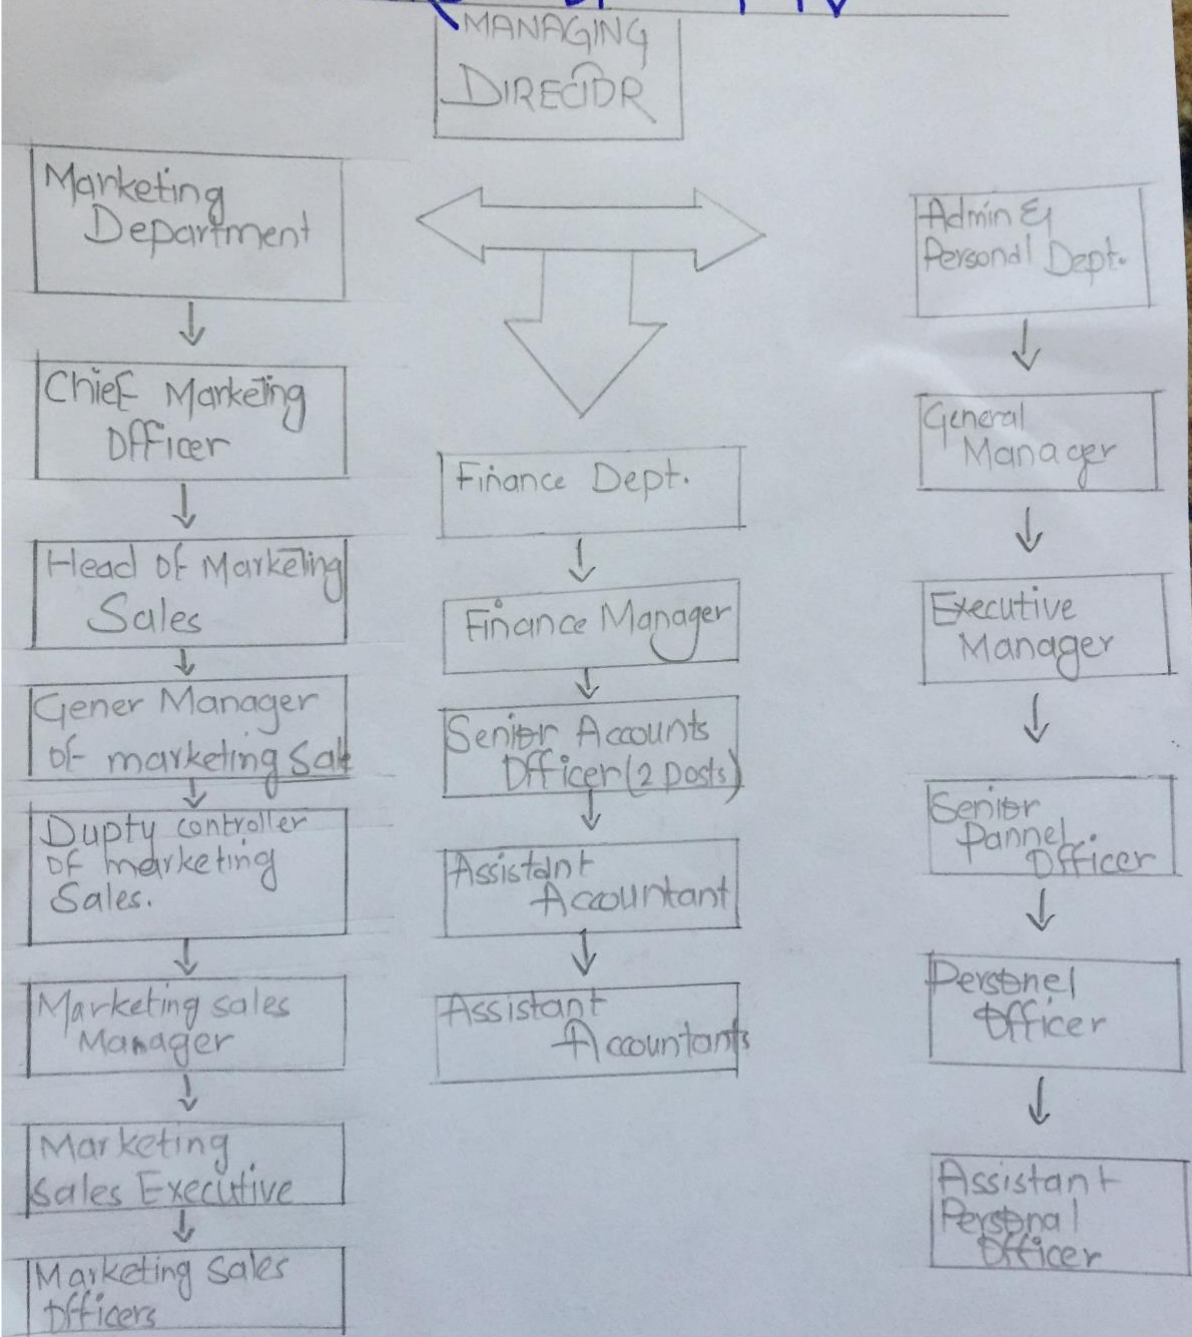 MANAGING
DIRECTOR
Marketing
Department
Chief Marketing
Officer
Head of Marketing
Sales
Gener Manager
of marketing Sale
Dupty controller
of marketing
Sales.
Marketing sales
Manager
Marketing
sales Executive
Marketing sales
Officers
Finance Dept.
Finance Manager
Senior Accounts
Officer (2 posts)
Assistant
Accountant
Assistant
Accountants
Admin &
Personal Dept.
General
Manager
Executive
Manager
Senior
Pannel.
Officer
Personel
Officer
Assistant
Personal
Officer